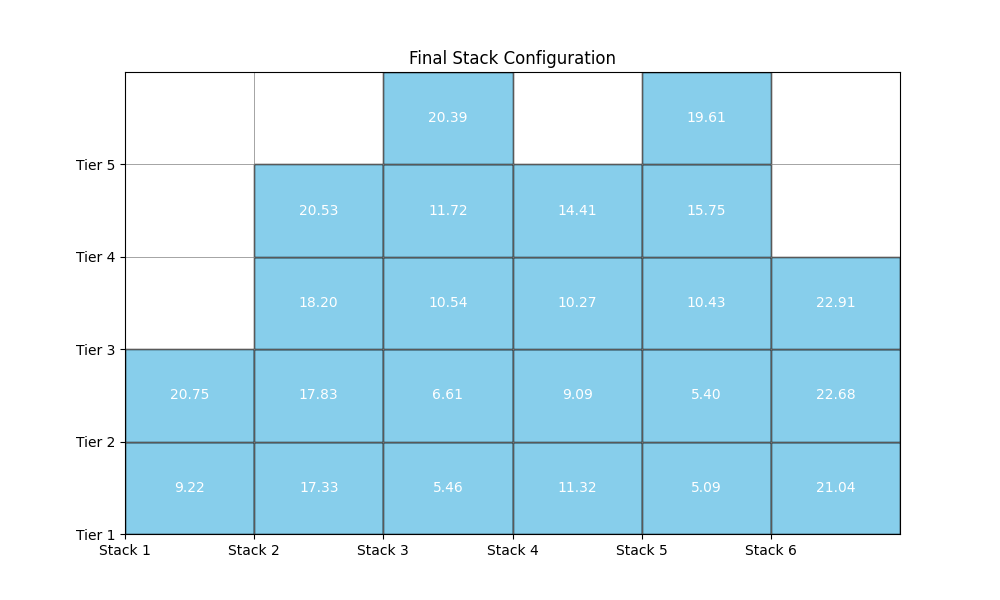 Final Stack Configuration
20.39 19.61
Tier 5
20.53 11.72 14.41 15.75
Tier 4
18.20 10.54 10.27 10.43 22.91
Tier 3
20.75 17.83 6.61 9.09 5.40 22.68
Tier 2
9.22 17.33 5.46 11.32 5.09 21.04
Tier 1
Stack 1 Stack 2 Stack 3 Stack 4 Stack 5 Stack 6